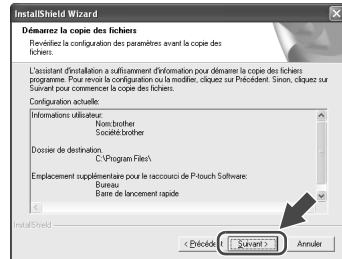 InstallShield Wizard
Démarrez la copie des fichiers
Revérifiez la configuration des paramètres avant la copie des
fichiers.
L'assistant d'installation a suffisamment d'information pour démarrer la copie des fichiers
programme. Pour revoir la configuration ou la modifier, cliquez sur Précédent. Sinon, cliquez sur
Suivant pour commencer la copie des fichiers.
Configuration actuelle:
Informations utilisateur:
Nom:brother
Société:brother
Dossier de destination.
C:\Program Files\
Emplacement supplémentaire pour le raccourci de P-touch Software:
Bureau
Barre de lancement rapide
InstallShield
< Précéde t Suivant > Annuler